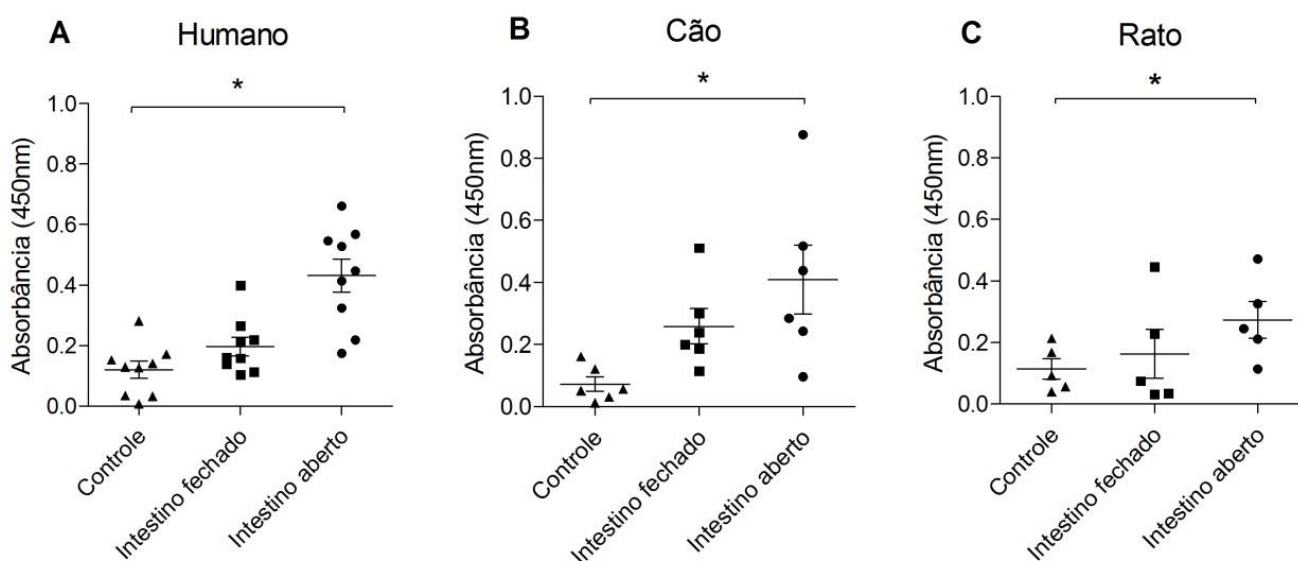 A Humano
*
Absorbância (450nm)
1.0
0.8
0.6
0.4
0.2
0.0
Controle
Intestino fechado
Intestino aberto
B Cão
*
Absorbância (450nm)
1.0
0.8
0.6
0.4
0.2
0.0
Controle
Intestino fechado
Intestino aberto
C Rato
*
Absorbância (450nm)
1.0
0.8
0.6
0.4
0.2
0.0
Controle
Intestino fechado
Intestino aberto